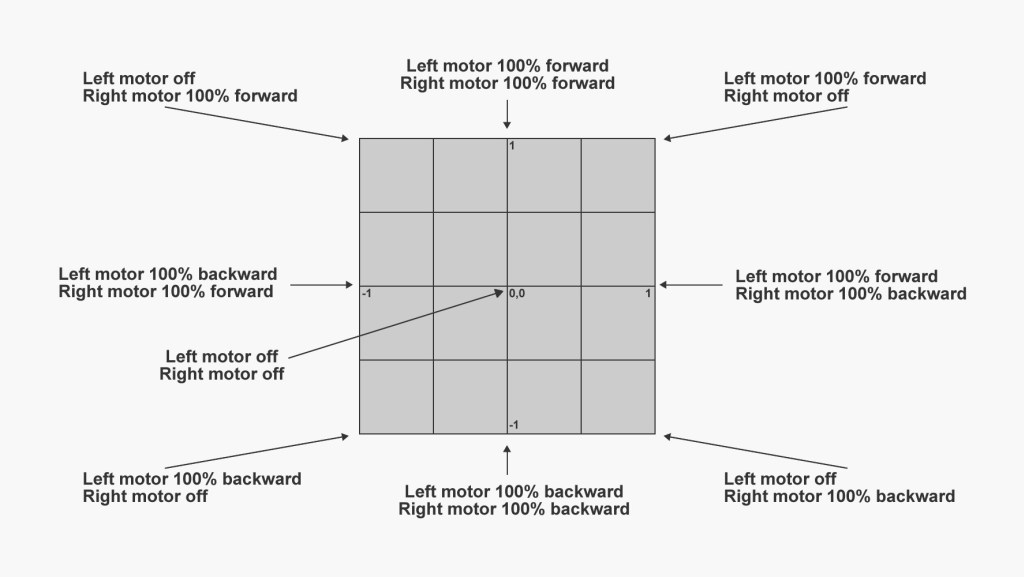 Left motor 100% forward
Right motor 100% forward
Left motor off
Right motor 100% forward
Left motor 100% forward
Right motor off
1
Left motor 100% backward
Right motor 100% forward
-1
0,0
1
Left motor 100% forward
Right motor 100% backward
Left motor off
Right motor off
-1
Left motor 100% backward
Right motor off
Left motor 100% backward
Right motor 100% backward
Left motor off
Right motor 100% backward